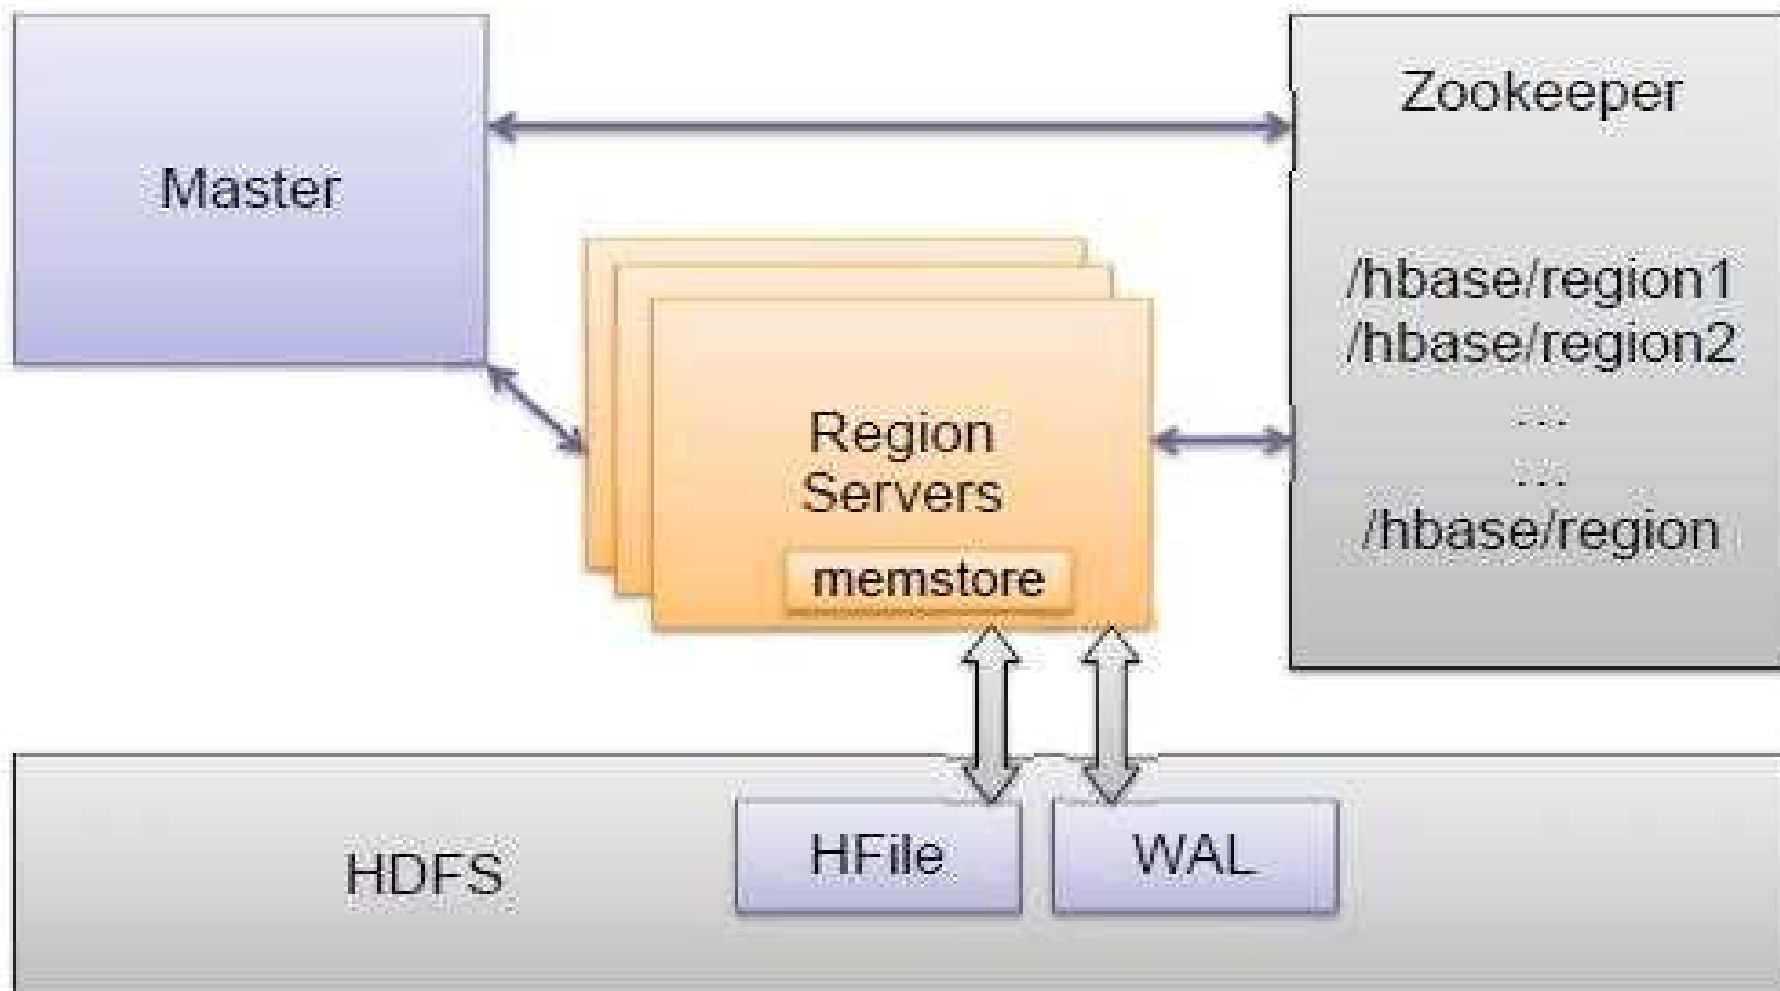 Master
Zookeeper
/hbase/region1
/hbase/region2
...
...
/hbase/region
Region
Servers
memstore
HDFS
HFile
WAL